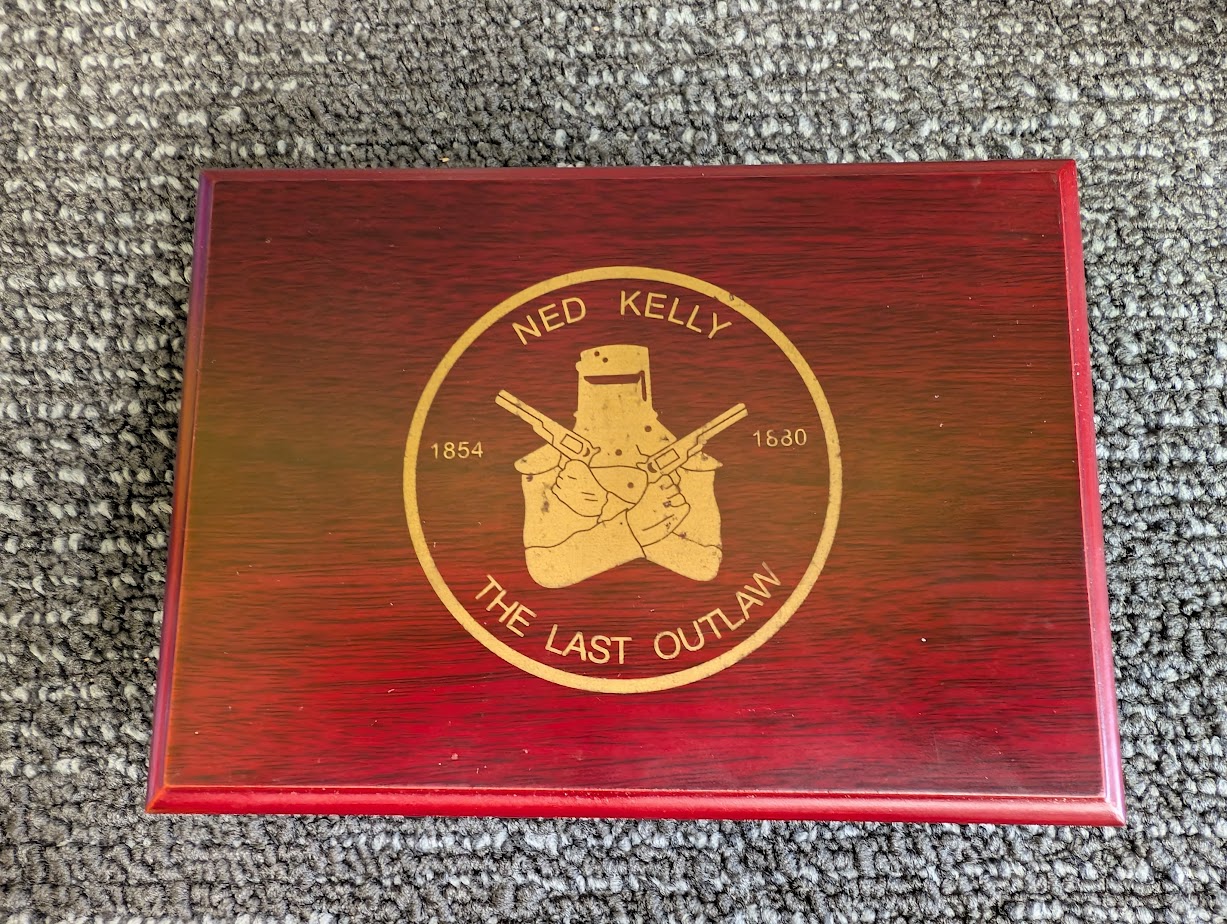 NED KELLY
1854
1880
THE LAST OUTLAW